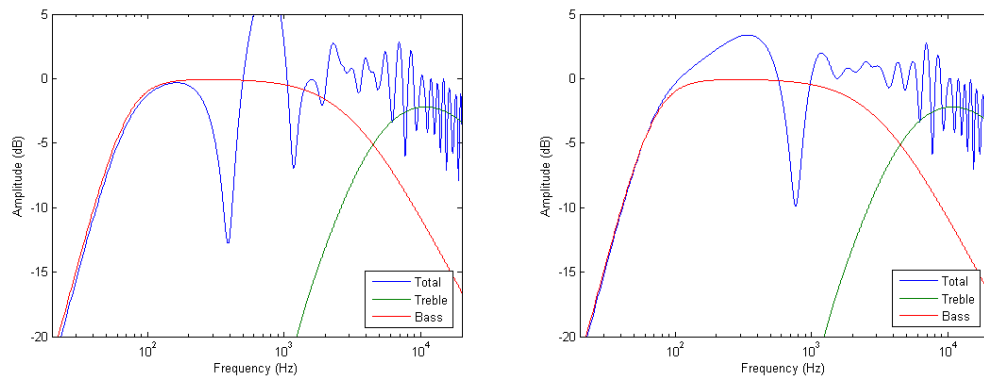 5
0
-5
-10
-15
-20
Amplitude (dB)
10^2
10^3
10^4
Frequency (Hz)
Total
Treble
Bass
5
0
-5
-10
-15
-20
Amplitude (dB)
10^2
10^3
10^4
Frequency (Hz)
Total
Treble
Bass